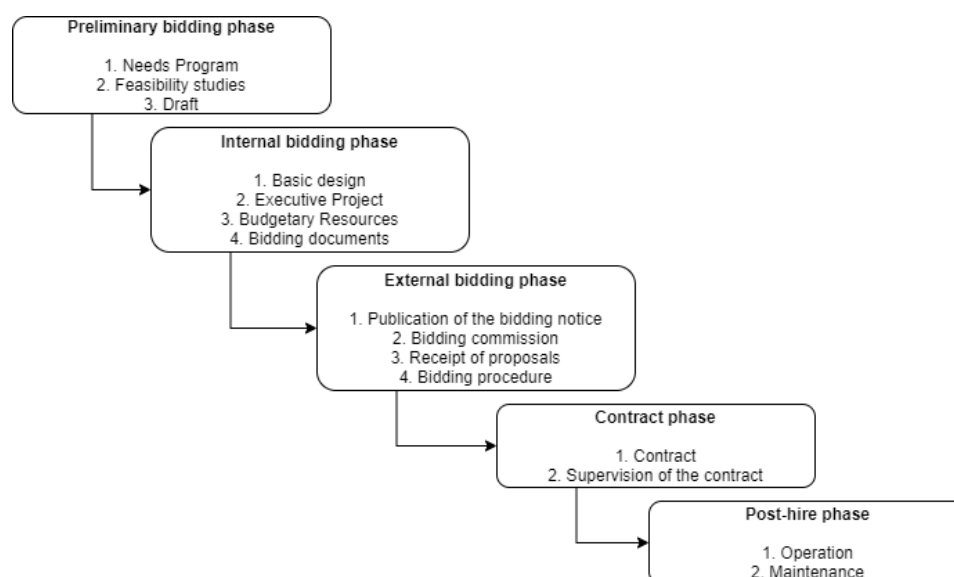 Preliminary bidding phase
1. Needs Program
2. Feasibility studies
3. Draft
Internal bidding phase
1. Basic design
2. Executive Project
3. Budgetary Resources
4. Bidding documents
External bidding phase
1. Publication of the bidding notice
2. Bidding commission
3. Receipt of proposals
4. Bidding procedure
Contract phase
1. Contract
2. Supervision of the contract
Post-hire phase
1. Operation
2. Maintenance